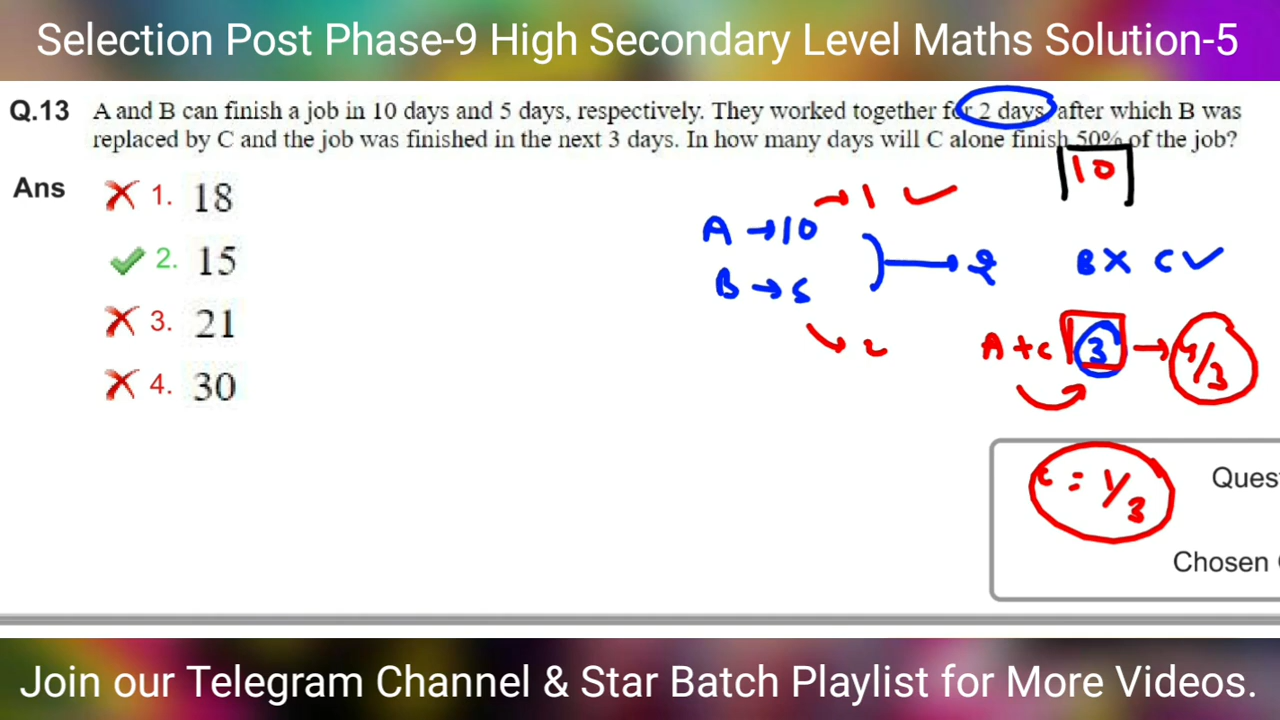 Selection Post Phase-9 High Secondary Level Maths Solution-5
Q.13 A and B can finish a job in 10 days and 5 days, respectively. They worked together for 2 days, after which B was
replaced by C and the job was finished in the next 3 days. In how many days will C alone finish 50% of the job?
10
Ans
1. 18
2. 15
3. 21
4. 30
→ 1 ✓
A → 10
B → 5
→ 2
B X C ✓
A + C 3 → 4/3
C = 1/3
Ques
Chosen
Join our Telegram Channel & Star Batch Playlist for More Videos.